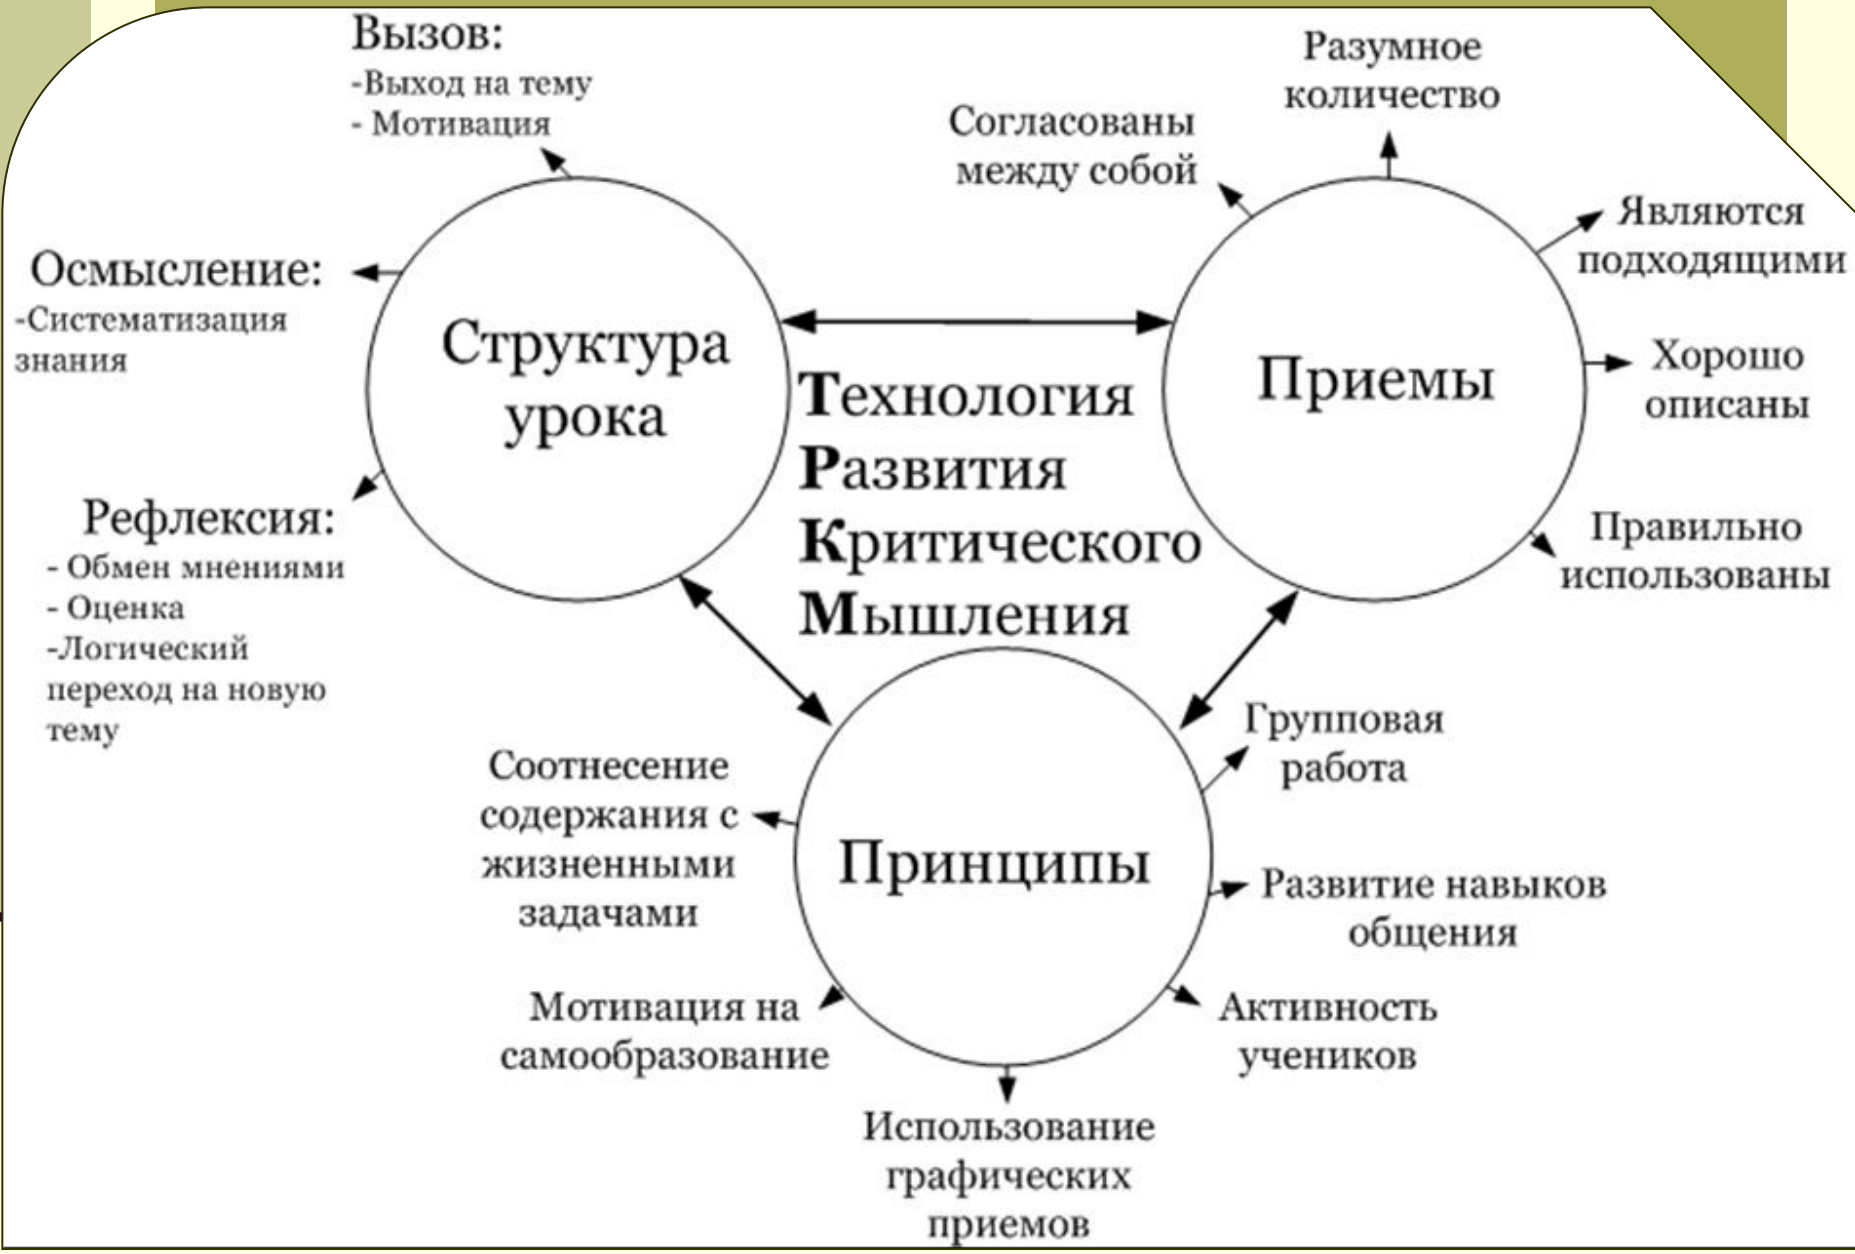 Вызов:
-Выход на тему
- Мотивация
Осмысление:
-Систематизация
знания
Рефлексия:
- Обмен мнениями
- Оценка
-Логический
переход на новую
тему
Структура
урока
Технология
Развития
Критического
Мышления
Согласованы
между собой
Разумное
количество
Являются
подходящими
Хорошо
описаны
Правильно
использованы
Приемы
Принципы
Соотнесение
содержания с
жизненными
задачами
Мотивация на
самообразование
Использование
графических
приемов
Групповая
работа
Развитие навыков
общения
Активность
учеников